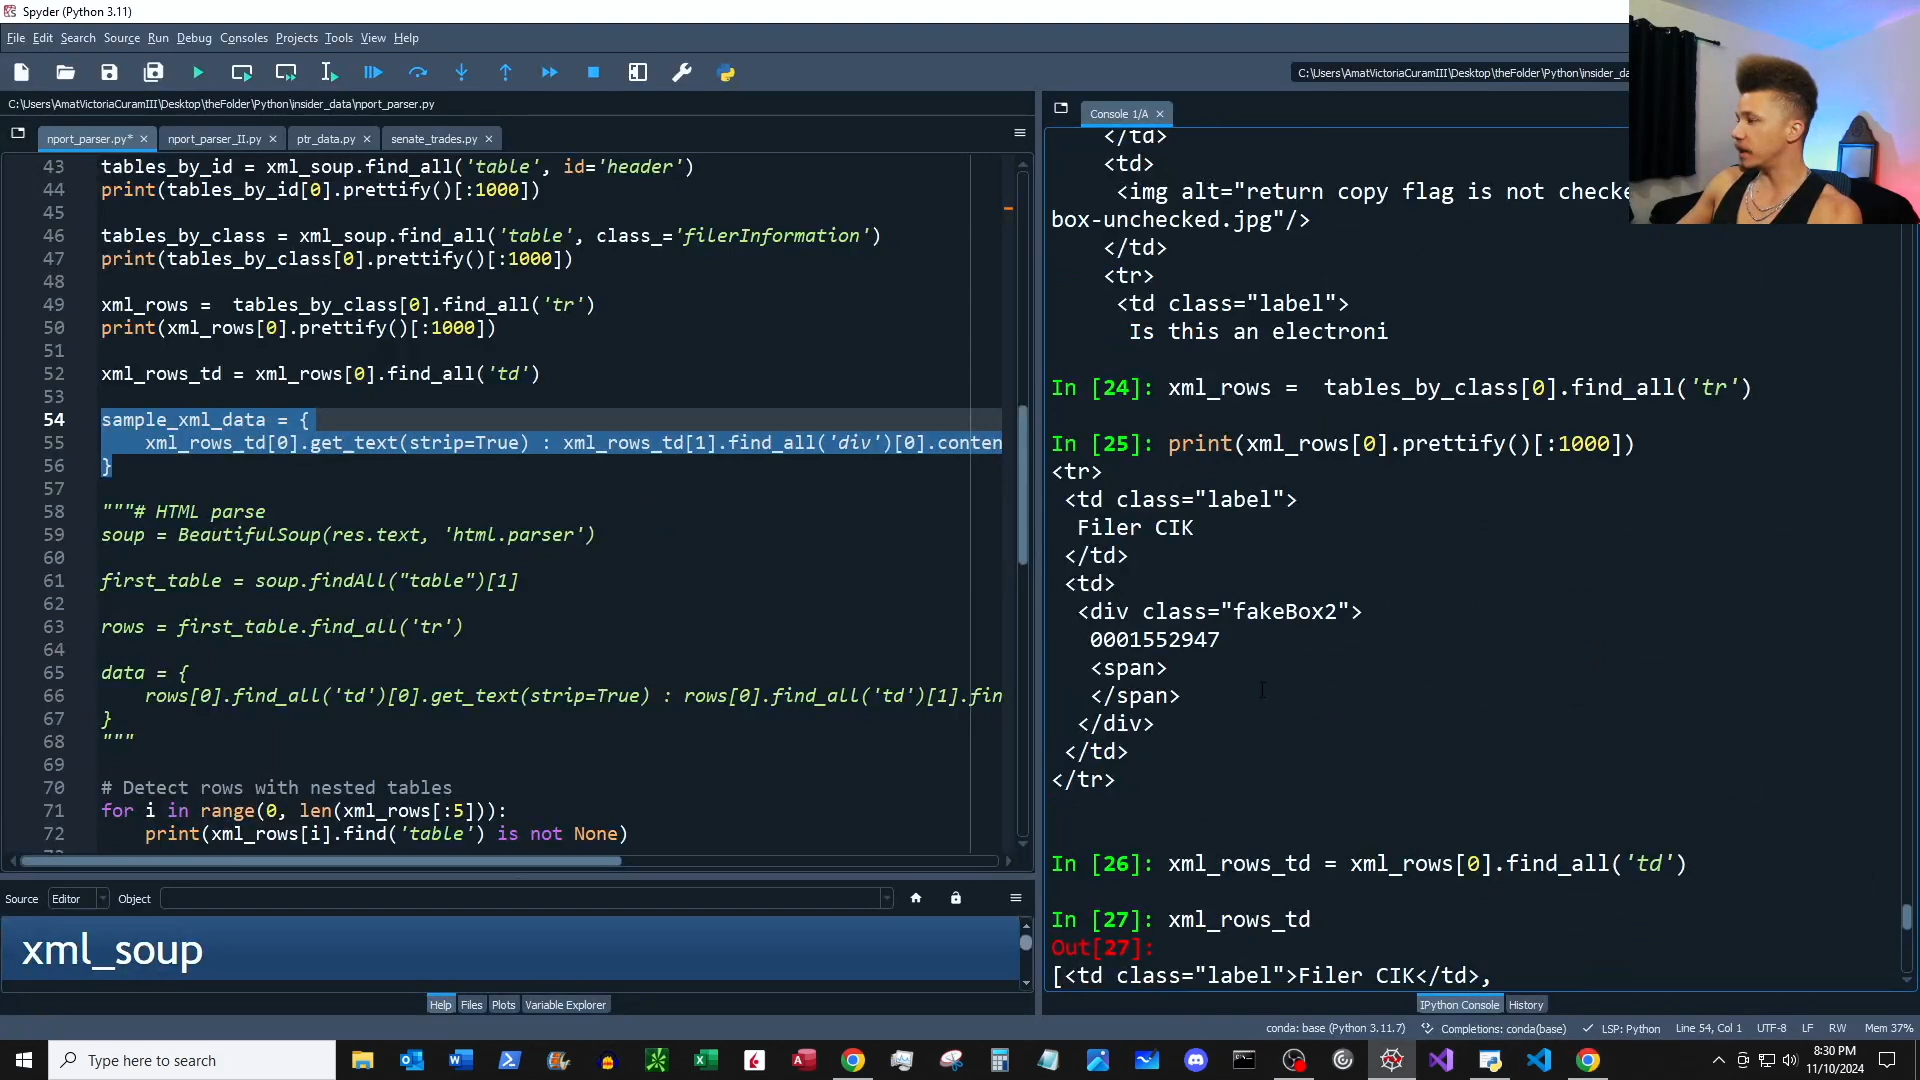 Spyder (Python 3.11)
File Edit Search Source Run Debug Consoles Projects Tools View Help
C:\Users\AmatVictoriaCuramIII\Desktop\theFolder\Python\insider_da
C:\Users\AmatVictoriaCuramIII\Desktop\theFolder\Python\insider_data\nport_parser.py
nport_parser.py* nport_parser_II.py ptr_data.py senate_trades.py
43 tables_by_id = xml_soup.find_all('table', id='header')
44 print(tables_by_id[0].prettify()[:1000])
45
46 tables_by_class = xml_soup.find_all('table', class_='filerInformation')
47 print(tables_by_class[0].prettify()[:1000])
48
49 xml_rows =  tables_by_class[0].find_all('tr')
50 print(xml_rows[0].prettify()[:1000])
51
52 xml_rows_td = xml_rows[0].find_all('td')
53
54 sample_xml_data = {
55     xml_rows_td[0].get_text(strip=True) : xml_rows_td[1].find_all('div')[0].conten
56 }
57
58 """# HTML parse
59 soup = BeautifulSoup(res.text, 'html.parser')
60
61 first_table = soup.findAll("table")[1]
62
63 rows = first_table.find_all('tr')
64
65 data = {
66     rows[0].find_all('td')[0].get_text(strip=True) : rows[0].find_all('td')[1].fin
67 }
68 """
69
70 # Detect rows with nested tables
71 for i in range(0, len(xml_rows[:5])):
72     print(xml_rows[i].find('table') is not None)
Source Editor Object
xml_soup
Help Files Plots Variable Explorer
Console 1/A
</td>
<td>
<img alt="return copy flag is not checke
box-unchecked.jpg"/>
</td>
<tr>
<td class="label">
Is this an electroni
In [24]: xml_rows =  tables_by_class[0].find_all('tr')
In [25]: print(xml_rows[0].prettify()[:1000])
<tr>
<td class="label">
Filer CIK
</td>
<td>
<div class="fakeBox2">
0001552947
<span>
</span>
</div>
</td>
</tr>
In [26]: xml_rows_td = xml_rows[0].find_all('td')
In [27]: xml_rows_td
Out[27]:
[<td class="label">Filer CIK</td>,
IPython Console History
conda: base (Python 3.11.7) Completions: conda(base) LSP: Python Line 54, Col 1 UTF-8 LF RW Mem 37%
Type here to search
8:30 PM
11/10/2024